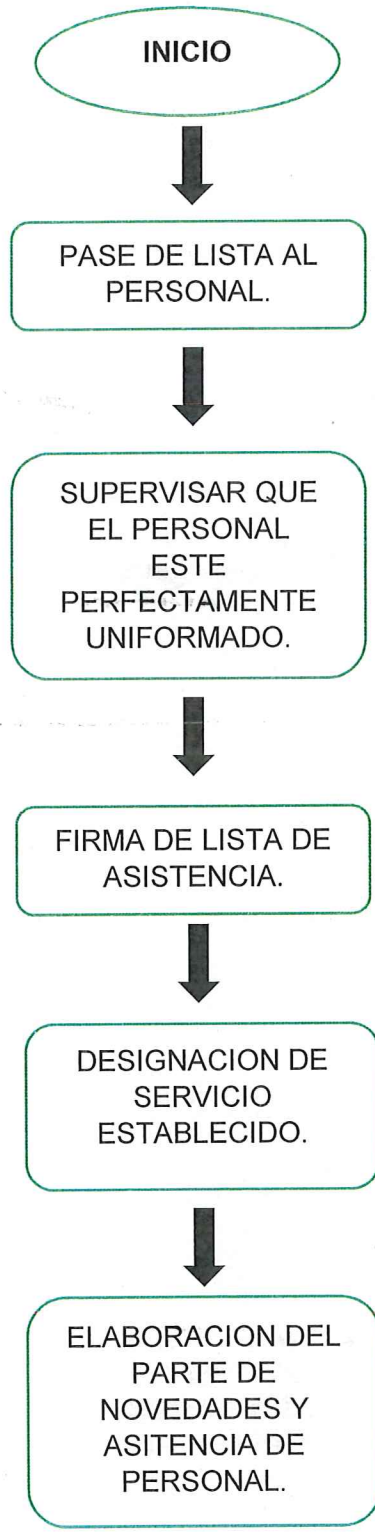 INICIO
PASE DE LISTA AL
PERSONAL.
SUPERVISAR QUE
EL PERSONAL
ESTE
PERFECTAMENTE
UNIFORMADO.
FIRMA DE LISTA DE
ASISTENCIA.
DESIGNACION DE
SERVICIO
ESTABLECIDO.
ELABORACION DEL
PARTE DE
NOVEDADES Y
ASITENCIA DE
PERSONAL.